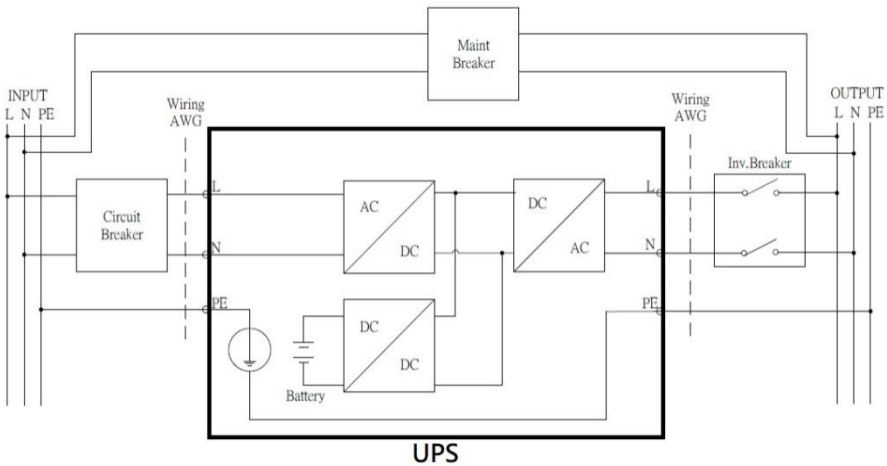 Maint
Breaker
INPUT
L N PE
Wiring
AWG
Wiring
AWG
OUTPUT
L N PE
Inv.Breaker
Circuit
Breaker
L
N
PE
AC
DC
DC
AC
L
N
PE
DC
DC
Battery
UPS